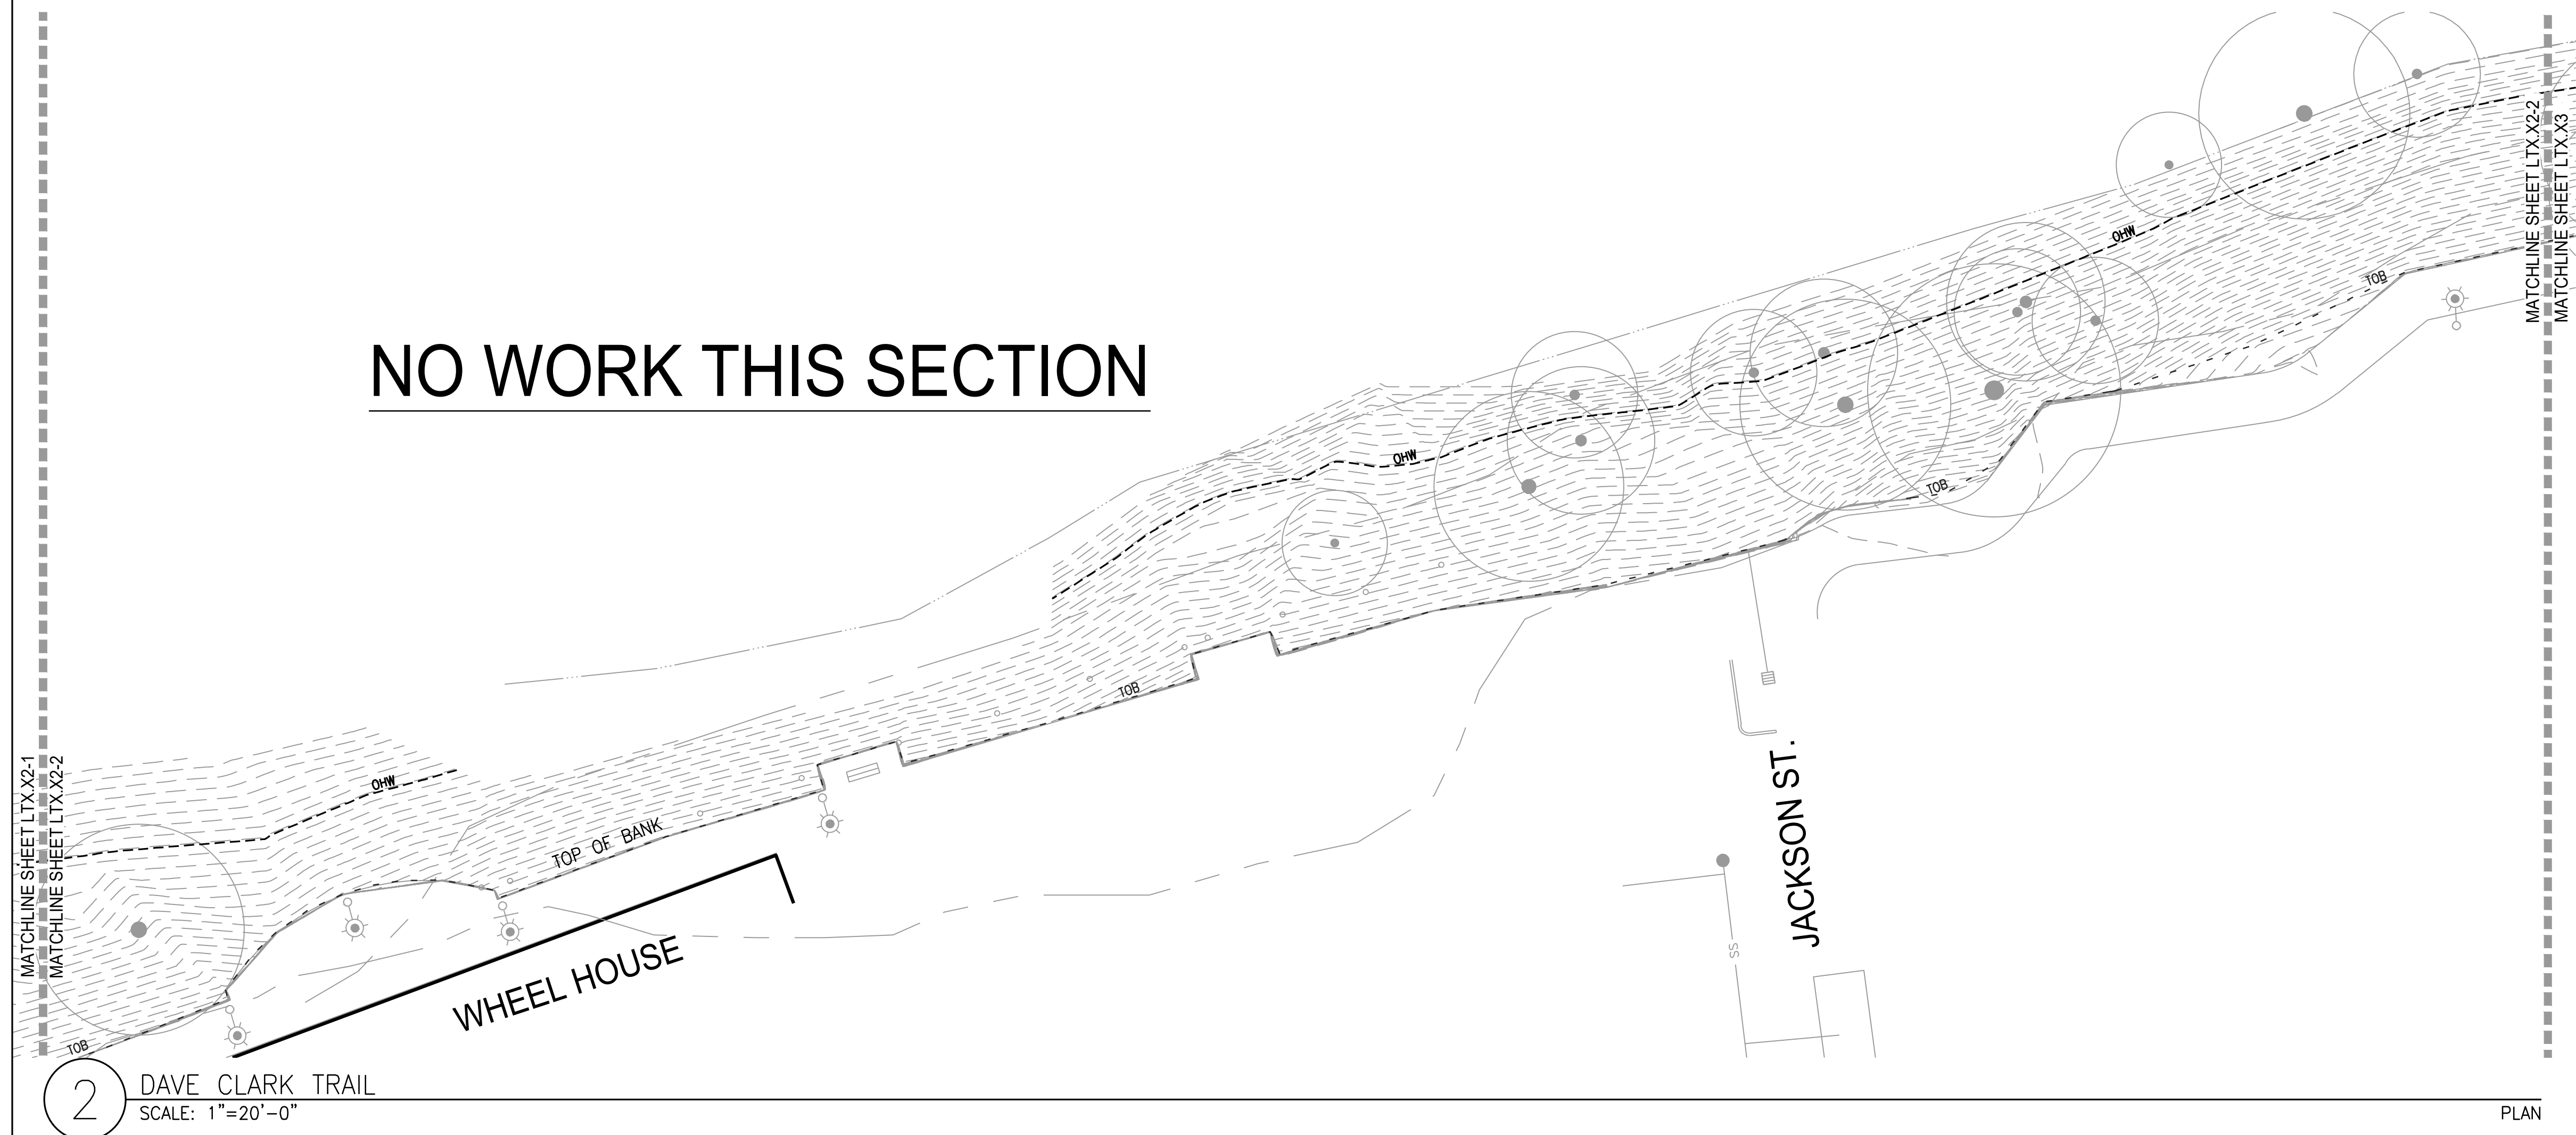 MATCHLINE SHEET LTX.X2-2
MATCHLINE SHEET LTX.X3
OHW
TOB
NO WORK THIS SECTION
OHW
TOB
TOB
OHW
TOP OF BANK
MATCHLINE SHEET LTX.X2-1
MATCHLINE SHEET LTX.X2-2
JACKSON ST.
WHEEL HOUSE
SS
TOB
2
DAVE CLARK TRAIL
SCALE: 1"=20'-0"
PLAN